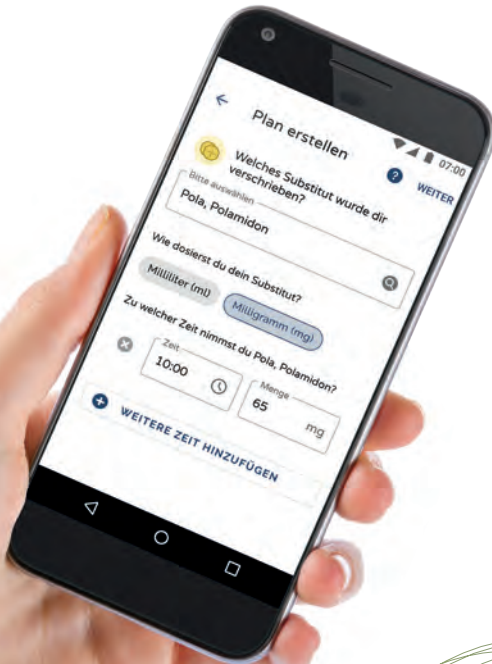 07:00
Plan erstellen
WEITER
Welches Substitut wurde dir
verschrieben?
Bitte auswählen
Pola, Polamidon
Wie dosierst du dein Substitut?
Milliliter (ml)
Milligramm (mg)
Zu welcher Zeit nimmst du Pola, Polamidon?
Zeit
10:00
Menge
65 mg
WEITERE ZEIT HINZUFÜGEN